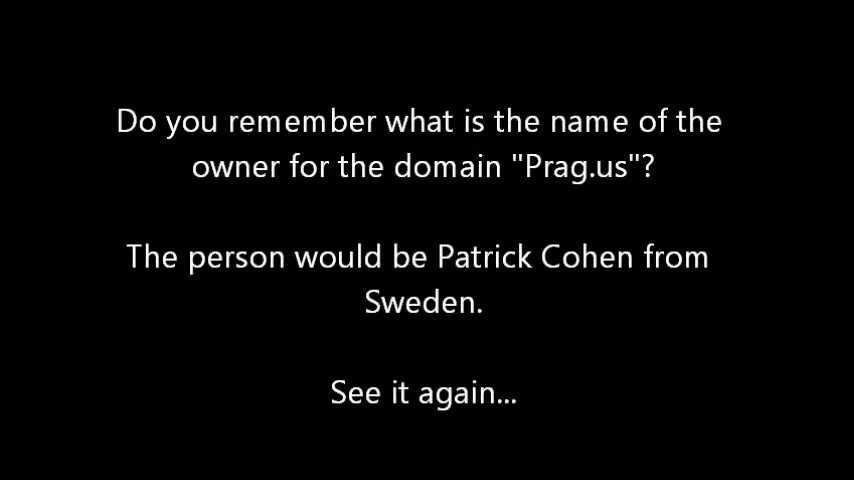 Do you remember what is the name of the
owner for the domain "Prag.us"?
The person would be Patrick Cohen from
Sweden.
See it again...